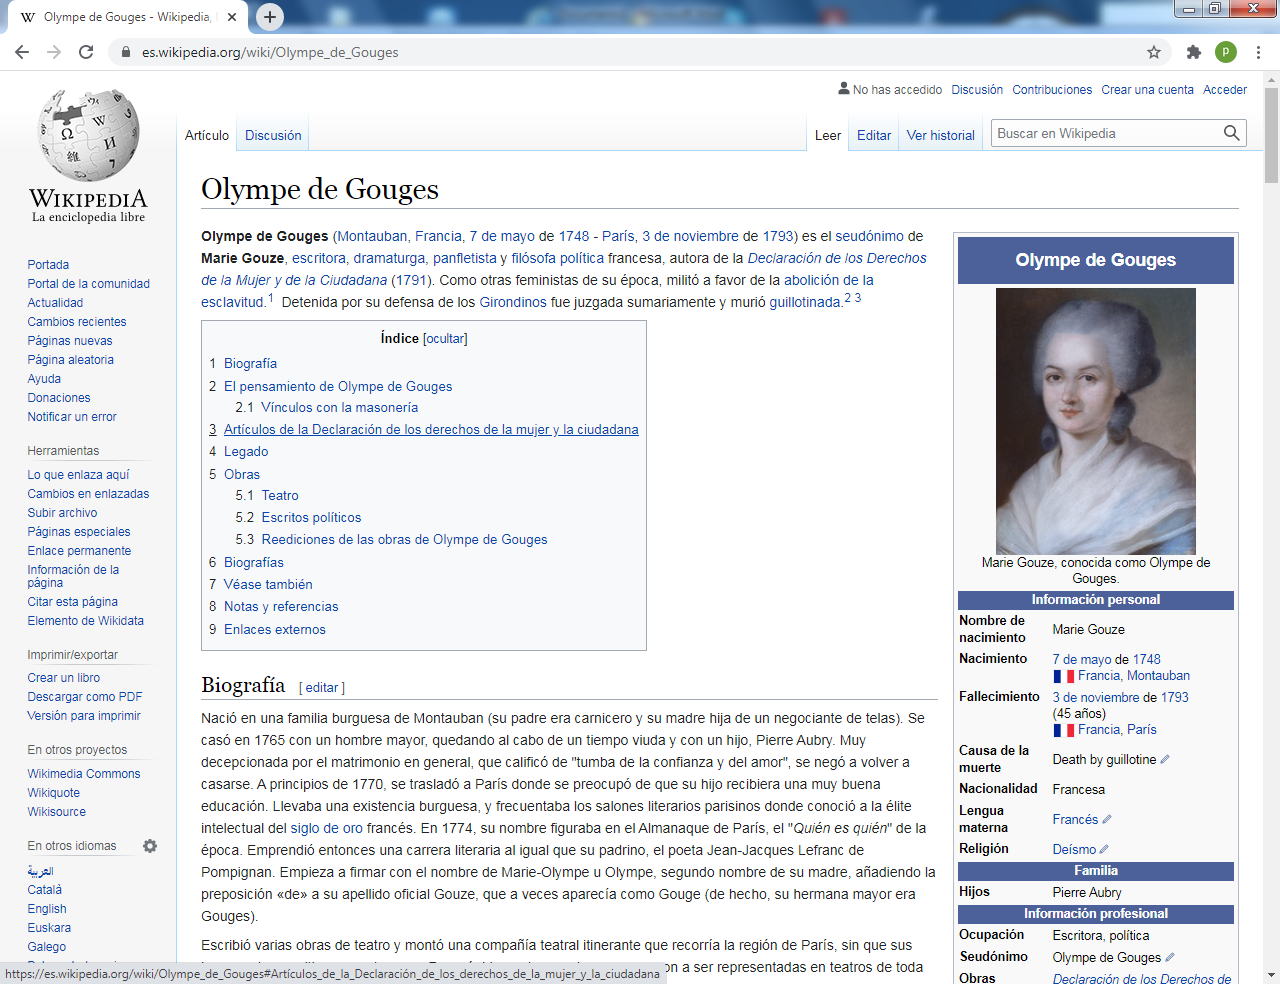 Olympe de Gouges - Wikipedia, l
es.wikipedia.org/wiki/Olympe_de_Gouges
p
No has accedido Discusión Contribuciones Crear una cuenta Acceder
Artículo Discusión
Leer Editar Ver historial
Buscar en Wikipedia
WIKIPEDIA
La enciclopedia libre
Portada
Portal de la comunidad
Actualidad
Cambios recientes
Páginas nuevas
Página aleatoria
Ayuda
Donaciones
Notificar un error
Herramientas
Lo que enlaza aquí
Cambios en enlazadas
Subir archivo
Páginas especiales
Enlace permanente
Información de la
página
Citar esta página
Elemento de Wikidata
Imprimir/exportar
Crear un libro
Descargar como PDF
Versión para imprimir
En otros proyectos
Wikimedia Commons
Wikiquote
Wikisource
En otros idiomas
العربية
Català
English
Euskara
Galego
Olympe de Gouges
Olympe de Gouges (Montauban, Francia, 7 de mayo de 1748 - París, 3 de noviembre de 1793) es el seudónimo de
Marie Gouze, escritora, dramaturga, panfletista y filósofa política francesa, autora de la Declaración de los Derechos
de la Mujer y de la Ciudadana (1791). Como otras feministas de su época, militó a favor de la abolición de la
esclavitud.1 Detenida por su defensa de los Girondinos fue juzgada sumariamente y murió guillotinada.2 3
Índice [ocultar]
1 Biografía
2 El pensamiento de Olympe de Gouges
2.1 Vínculos con la masonería
3 Artículos de la Declaración de los derechos de la mujer y la ciudadana
4 Legado
5 Obras
5.1 Teatro
5.2 Escritos políticos
5.3 Reediciones de las obras de Olympe de Gouges
6 Biografías
7 Véase también
8 Notas y referencias
9 Enlaces externos
Biografía [ editar ]
Nació en una familia burguesa de Montauban (su padre era carnicero y su madre hija de un negociante de telas). Se
casó en 1765 con un hombre mayor, quedando al cabo de un tiempo viuda y con un hijo, Pierre Aubry. Muy
decepcionada por el matrimonio en general, que calificó de "tumba de la confianza y del amor", se negó a volver a
casarse. A principios de 1770, se trasladó a París donde se preocupó de que su hijo recibiera una muy buena
educación. Llevaba una existencia burguesa, y frecuentaba los salones literarios parisinos donde conoció a la élite
intelectual del siglo de oro francés. En 1774, su nombre figuraba en el Almanaque de París, el "Quién es quién" de la
época. Emprendió entonces una carrera literaria al igual que su padrino, el poeta Jean-Jacques Lefranc de
Pompignan. Empieza a firmar con el nombre de Marie-Olympe u Olympe, segundo nombre de su madre, añadiendo la
preposición «de» a su apellido oficial Gouze, que a veces aparecía como Gouge (de hecho, su hermana mayor era
Gouges).
Escribió varias obras de teatro y montó una compañía teatral itinerante que recorría la región de París, sin que sus
on a ser representadas en teatros de toda
Olympe de Gouges
Marie Gouze, conocida como Olympe de
Gouges.
Información personal
Nombre de
nacimiento Marie Gouze
Nacimiento 7 de mayo de 1748
Francia, Montauban
Fallecimiento 3 de noviembre de 1793
(45 años)
Francia, París
Causa de la
muerte Death by guillotine
Nacionalidad Francesa
Lengua
materna Francés
Religión Deísmo
Familia
Hijos Pierre Aubry
Información profesional
Ocupación Escritora, política
Seudónimo Olympe de Gouges
Obras Declaración de los Derechos de
https://es.wikipedia.org/wiki/Olympe_de_Gouges#Artículos_de_la_Declaración_de_los_derechos_de_la_mujer_y_la_ciudadana